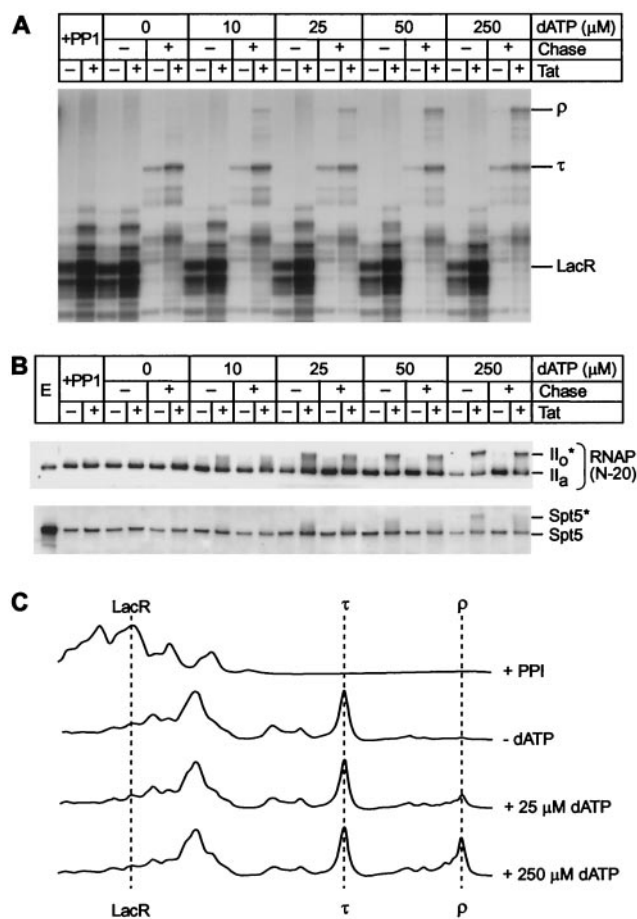 A
+PP1 0 10 25 50 250 dATP (μM)
− + − + − + − + − + Chase
− + − + − + − + − + − + − + − + − + − + − + Tat
ρ
τ
LacR
B
E +PP1 0 10 25 50 250 dATP (μM)
− + − + − + − + − + Chase
− + − + − + − + − + − + − + − + − + − + − + Tat
IIo* RNAP
IIa (N-20)
Spt5*
Spt5
C
LacR τ ρ
+ PPI
- dATP
+ 25 μM dATP
+ 250 μM dATP
LacR τ ρ